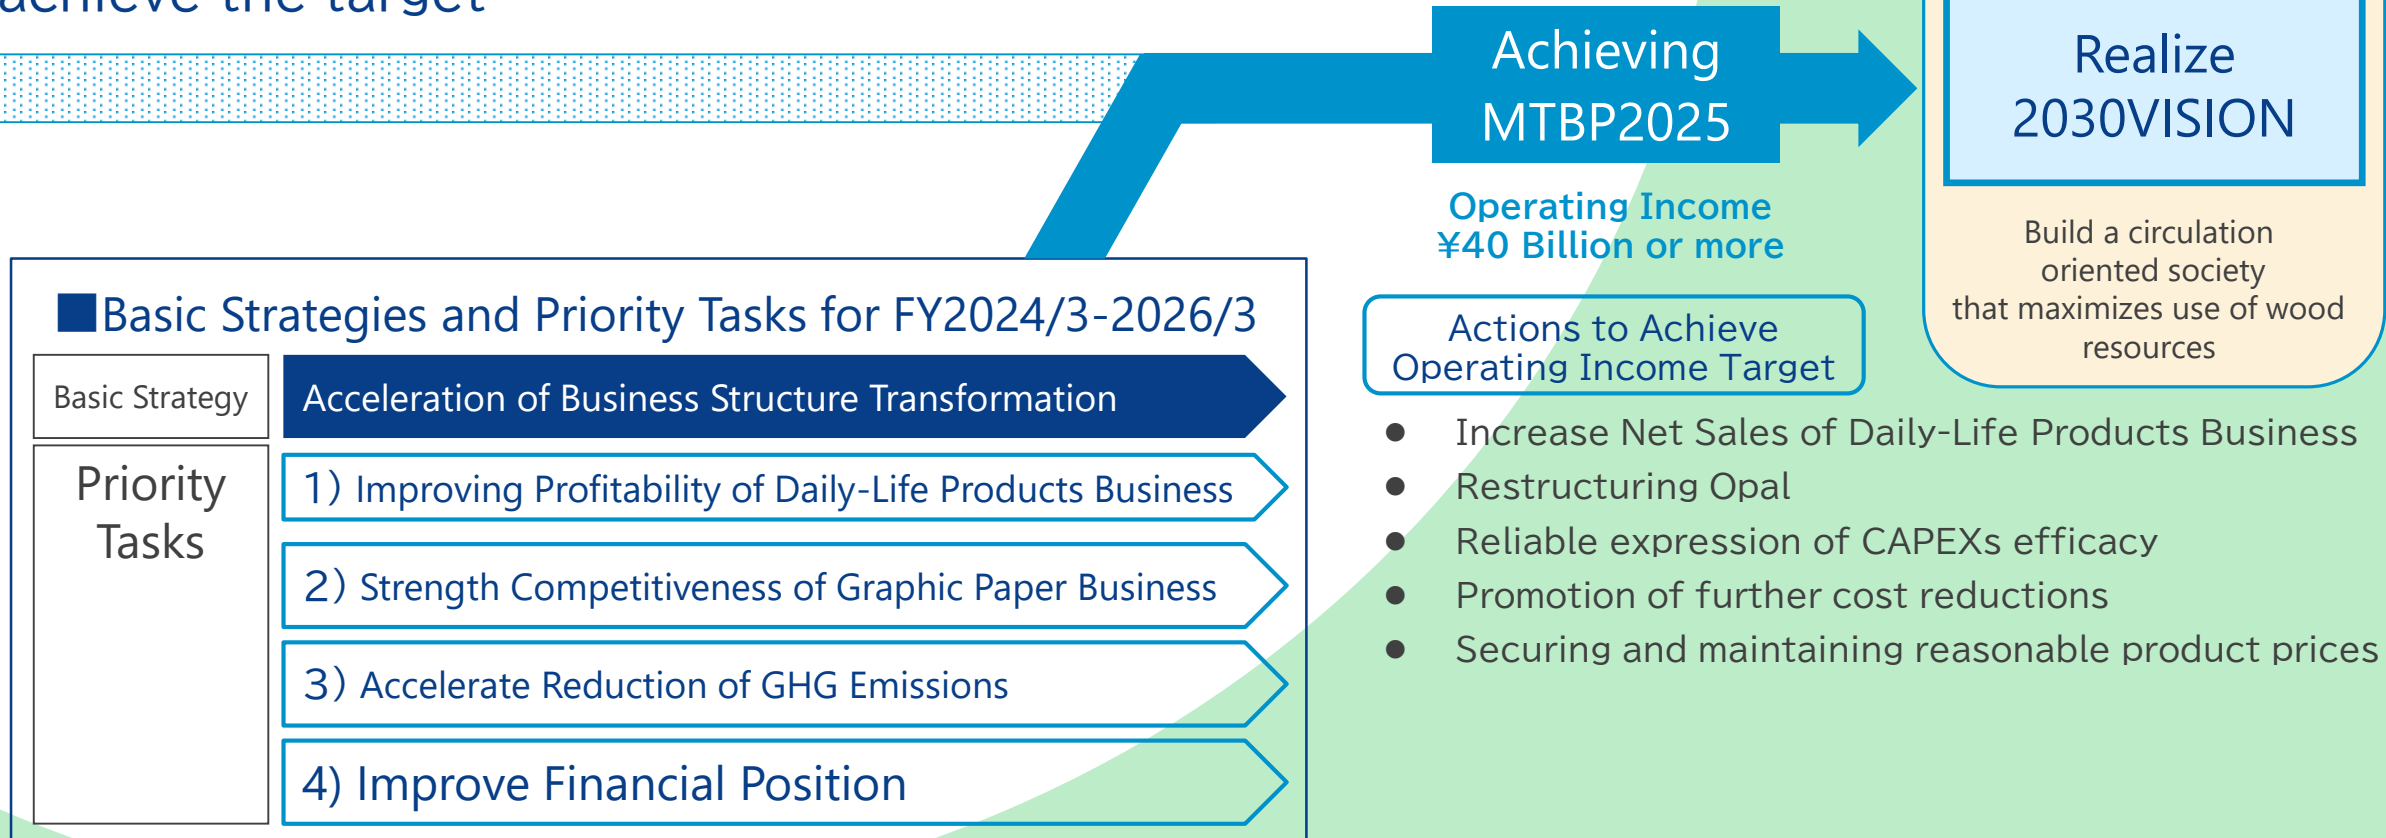 achieve the target
Achieving
MTBP2025
Realize
2030VISION
Operating Income
¥40 Billion or more
Build a circulation
oriented society
that maximizes use of wood
resources
■Basic Strategies and Priority Tasks for FY2024/3-2026/3
Basic Strategy
Acceleration of Business Structure Transformation
Priority
Tasks
1) Improving Profitability of Daily-Life Products Business
2) Strength Competitiveness of Graphic Paper Business
3) Accelerate Reduction of GHG Emissions
4) Improve Financial Position
Actions to Achieve
Operating Income Target
● Increase Net Sales of Daily-Life Products Business
● Restructuring Opal
● Reliable expression of CAPEXs efficacy
● Promotion of further cost reductions
● Securing and maintaining reasonable product prices